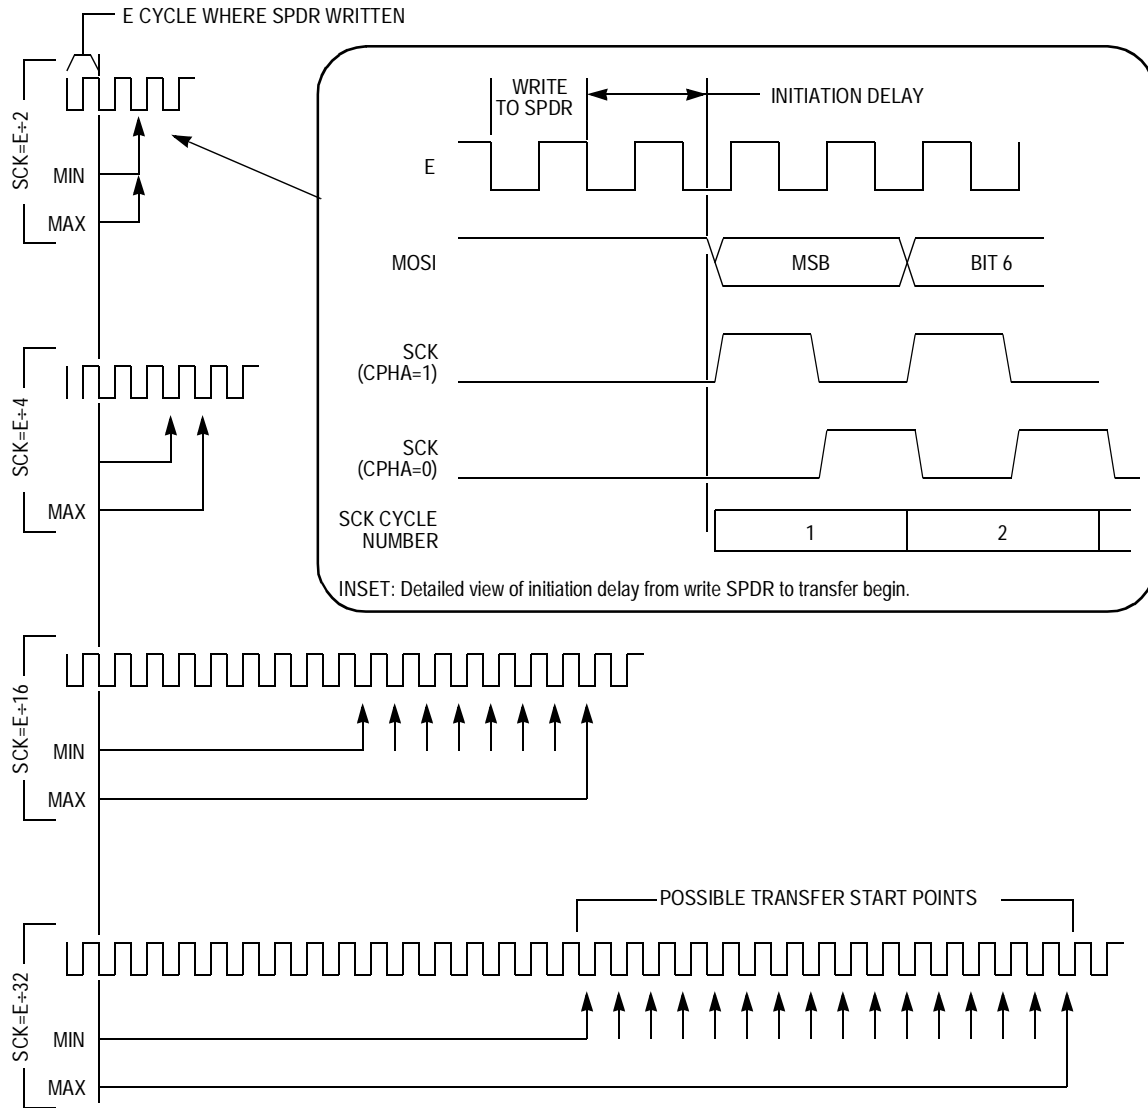 E CYCLE WHERE SPDR WRITTEN
SCK=E÷2
MIN
MAX
WRITE
TO SPDR
INITIATION DELAY
E
MOSI
MSB
BIT 6
SCK
(CPHA=1)
SCK
(CPHA=0)
SCK CYCLE
NUMBER
1
2
INSET: Detailed view of initiation delay from write SPDR to transfer begin.
SCK=E÷4
MAX
SCK=E÷16
MIN
MAX
POSSIBLE TRANSFER START POINTS
SCK=E÷32
MIN
MAX